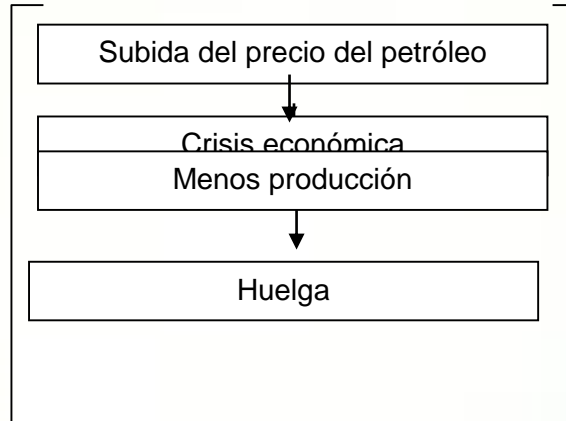 Subida del precio del petróleo
Crisis económica
Menos producción
Huelga